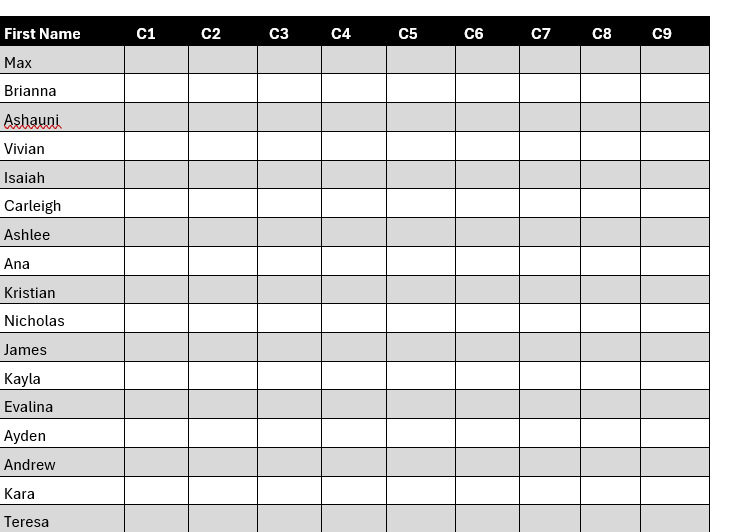 First Name C1 C2 C3 C4 C5 C6 C7 C8 C9
Max
Brianna
Ashauni
Vivian
Isaiah
Carleigh
Ashlee
Ana
Kristian
Nicholas
James
Kayla
Evalina
Ayden
Andrew
Kara
Teresa